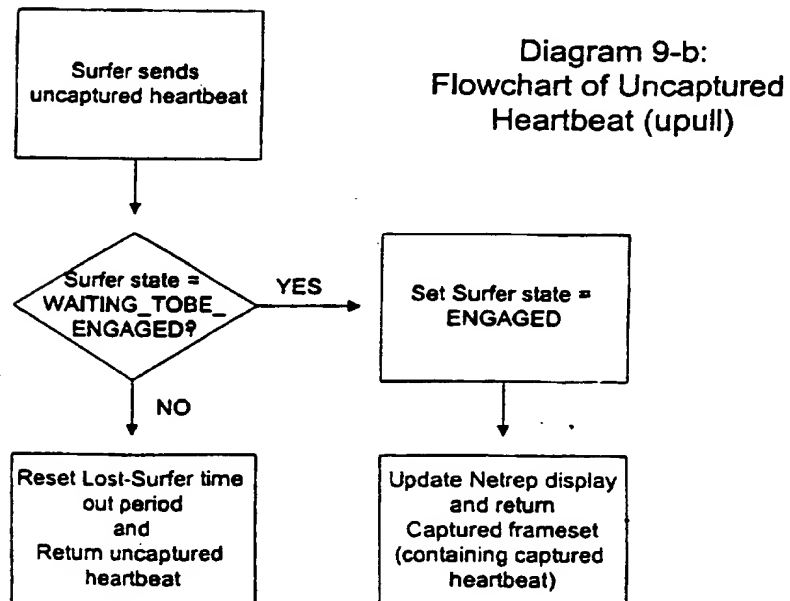 Diagram 9-b:
Flowchart of Uncaptured
Heartbeat (upull)
Surfer sends
uncaptured heartbeat
Surfer state =
WAITING_TOBE_
ENGAGED?
YES
Set Surfer state =
ENGAGED
NO
Reset Lost-Surfer time
out period
and
Return uncaptured
heartbeat
Update Netrep display
and return
Captured frameset
(containing captured
heartbeat)